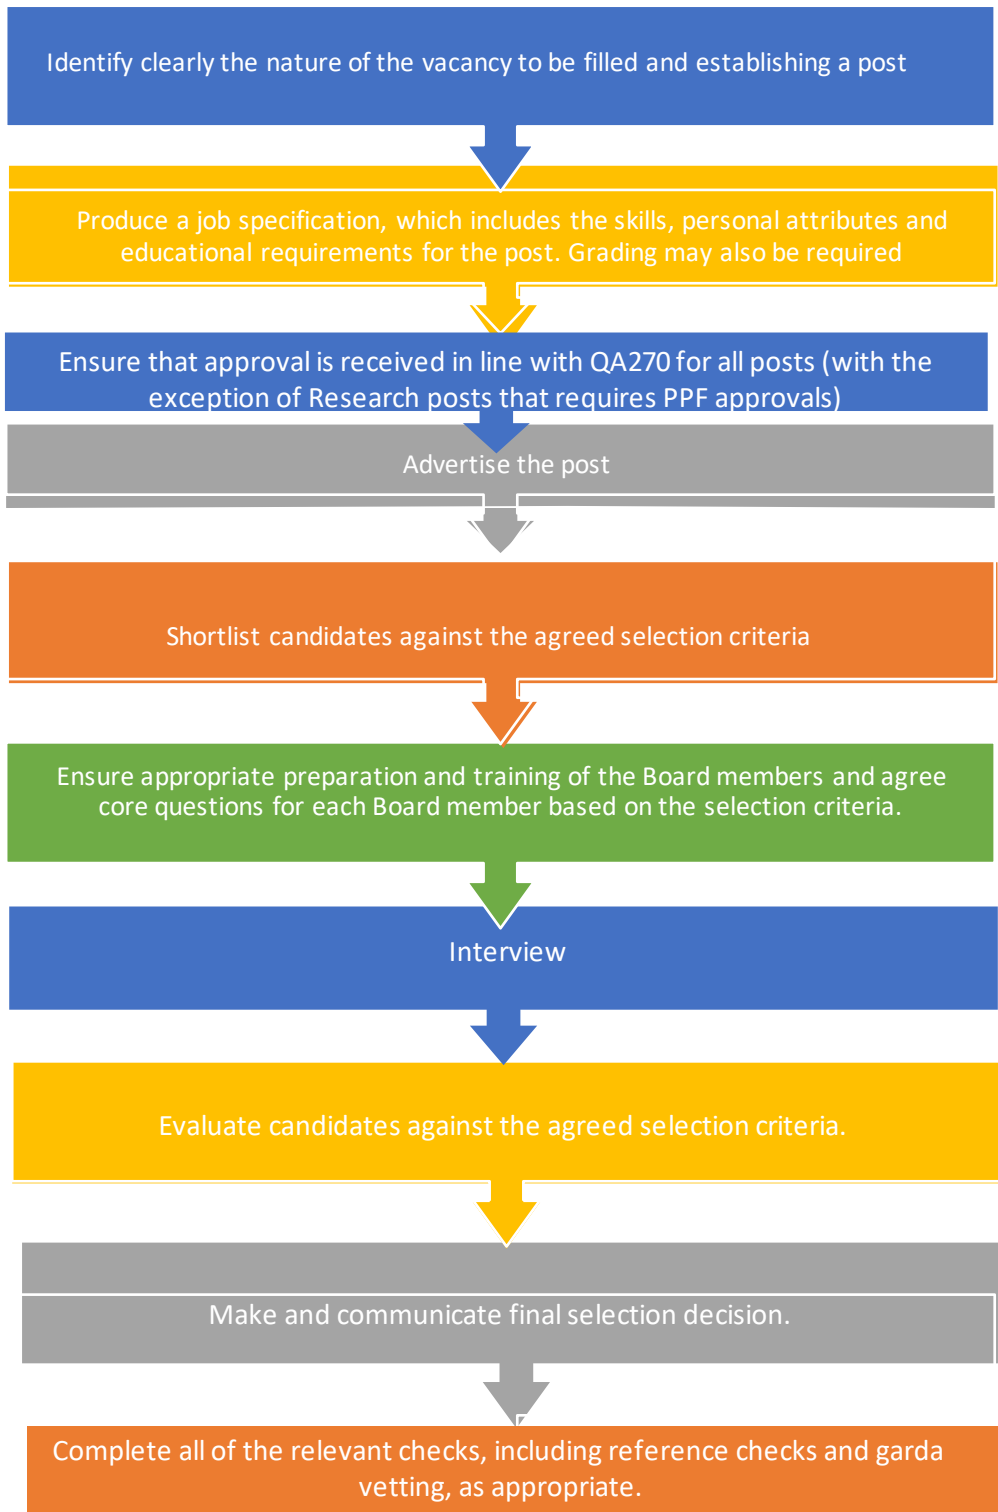 Identify clearly the nature of the vacancy to be filled and establishing a post
Produce a job specification, which includes the skills, personal attributes and
educational requirements for the post. Grading may also be required
Ensure that approval is received in line with QA270 for all posts (with the
exception of Research posts that requires PPF approvals)
Advertise the post
Shortlist candidates against the agreed selection criteria
Ensure appropriate preparation and training of the Board members and agree
core questions for each Board member based on the selection criteria.
Interview
Evaluate candidates against the agreed selection criteria.
Make and communicate final selection decision.
Complete all of the relevant checks, including reference checks and garda
vetting, as appropriate.